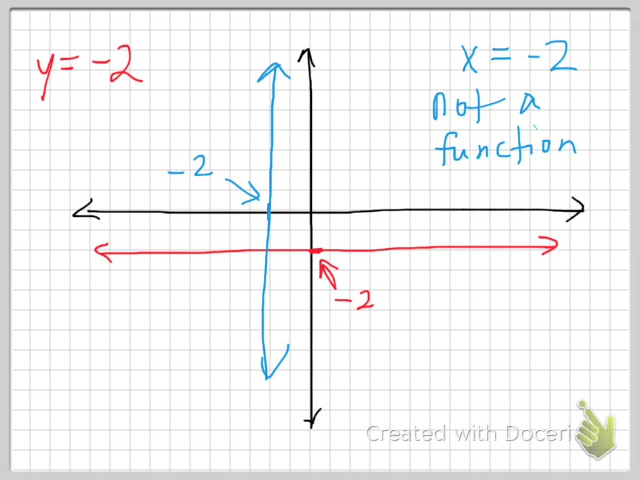 y = -2
x = -2
not a
function
-2
-2
Created with Doceri